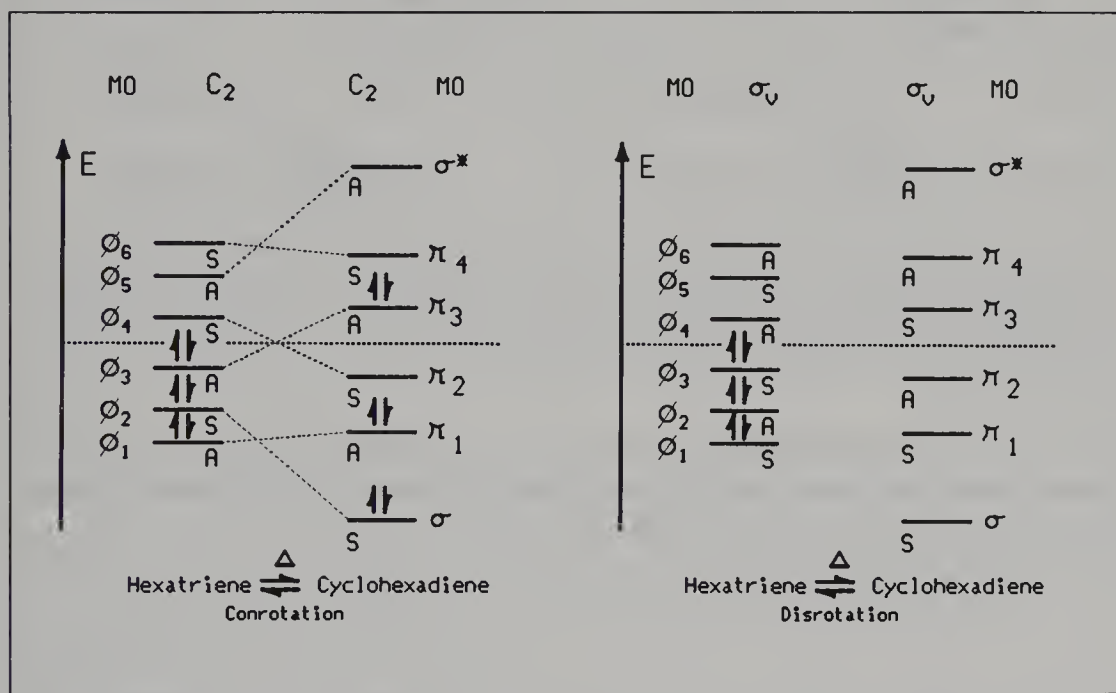 MO C₂ C₂ MO
E
A σ*
Ø₆ S S π₄
Ø₅ A
Ø₄ S A π₃
Ø₃ A S π₂
Ø₂ S
Ø₁ A A π₁
S σ
Δ
Hexatriene ⇌ Cyclohexadiene
Conrotation
MO σᵥ σᵥ MO
E
A σ*
Ø₆ A A π₄
Ø₅ S
Ø₄ A S π₃
Ø₃ S A π₂
Ø₂ A
Ø₁ S S π₁
S σ
Δ
Hexatriene ⇌ Cyclohexadiene
Disrotation